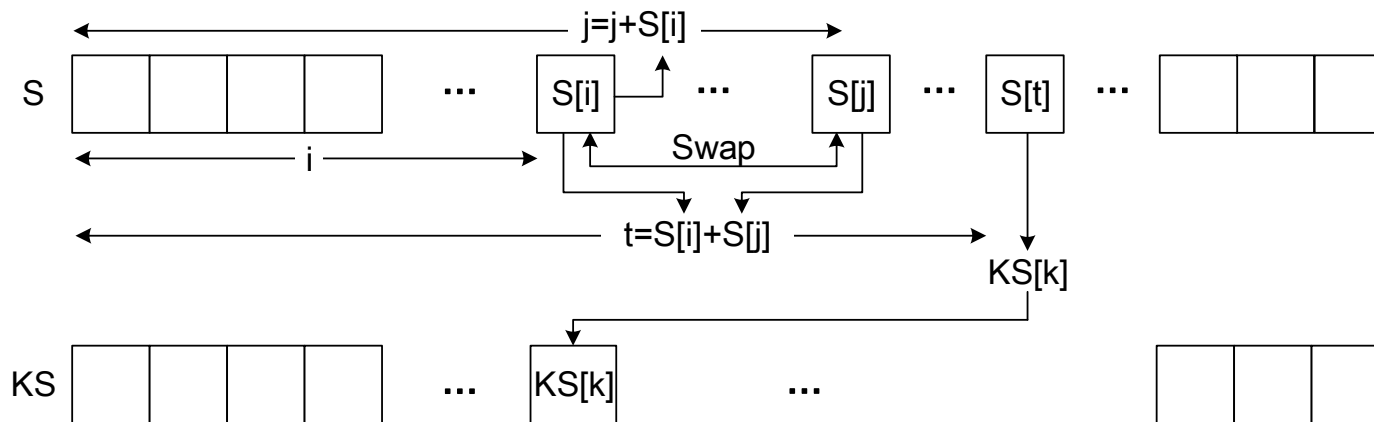 j=j+S[i]
S ... S[i] ... S[j] ... S[t] ...
Swap
i
t=S[i]+S[j]
KS[k]
KS ... KS[k] ...